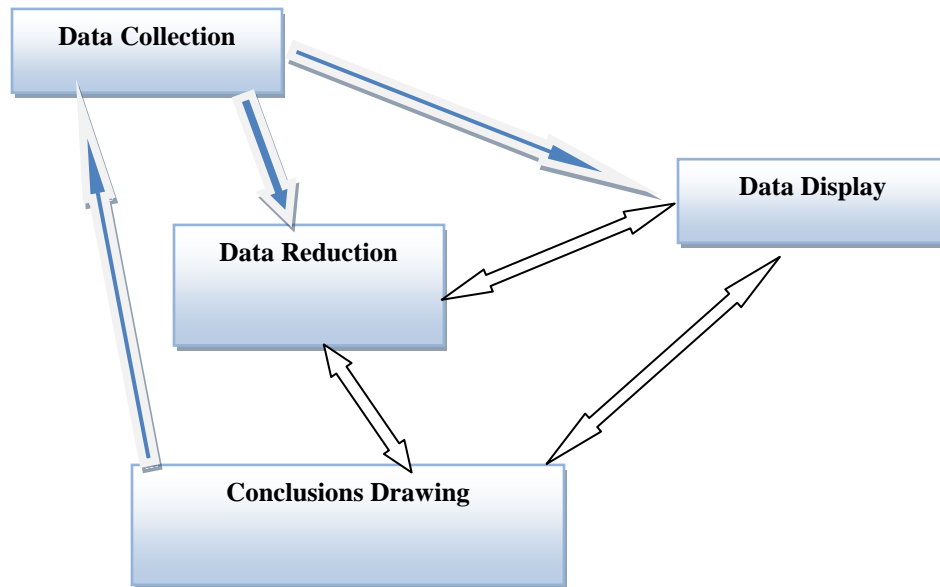 Data Collection
Data Display
Data Reduction
Conclusions Drawing